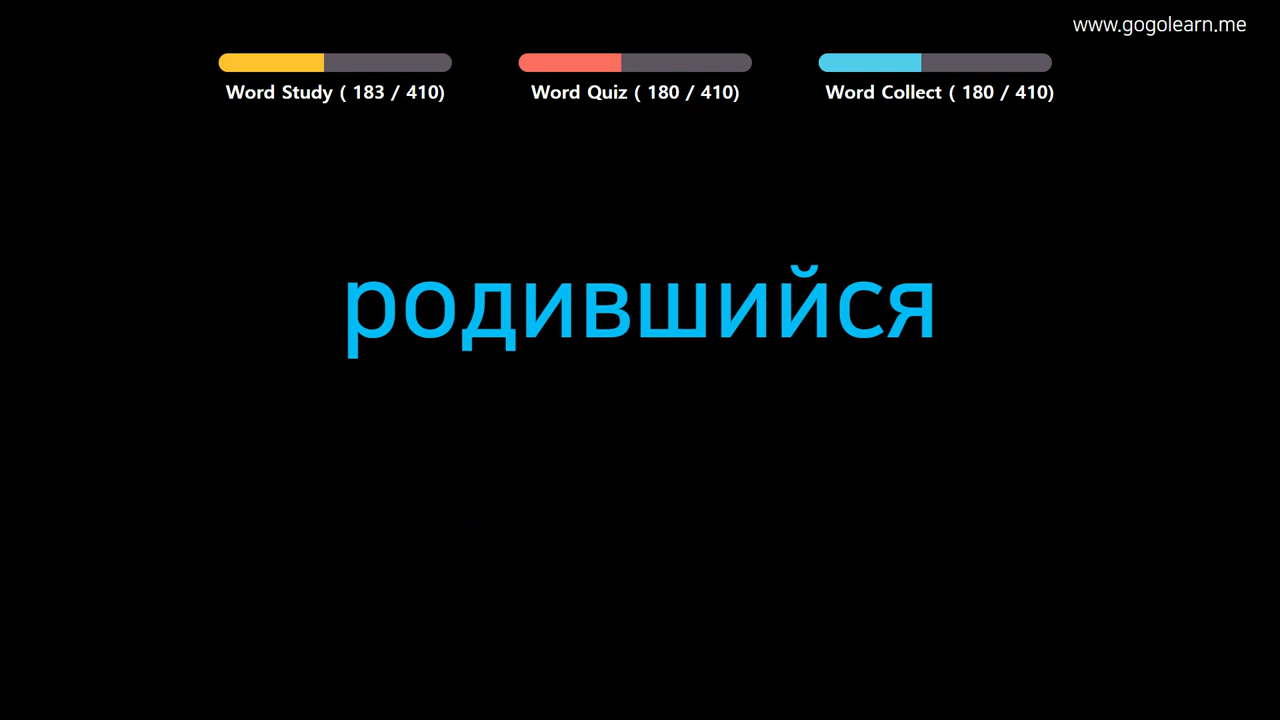 www.gogolearn.me
Word Study ( 183 / 410)
Word Quiz ( 180 / 410)
Word Collect ( 180 / 410)
родившийся